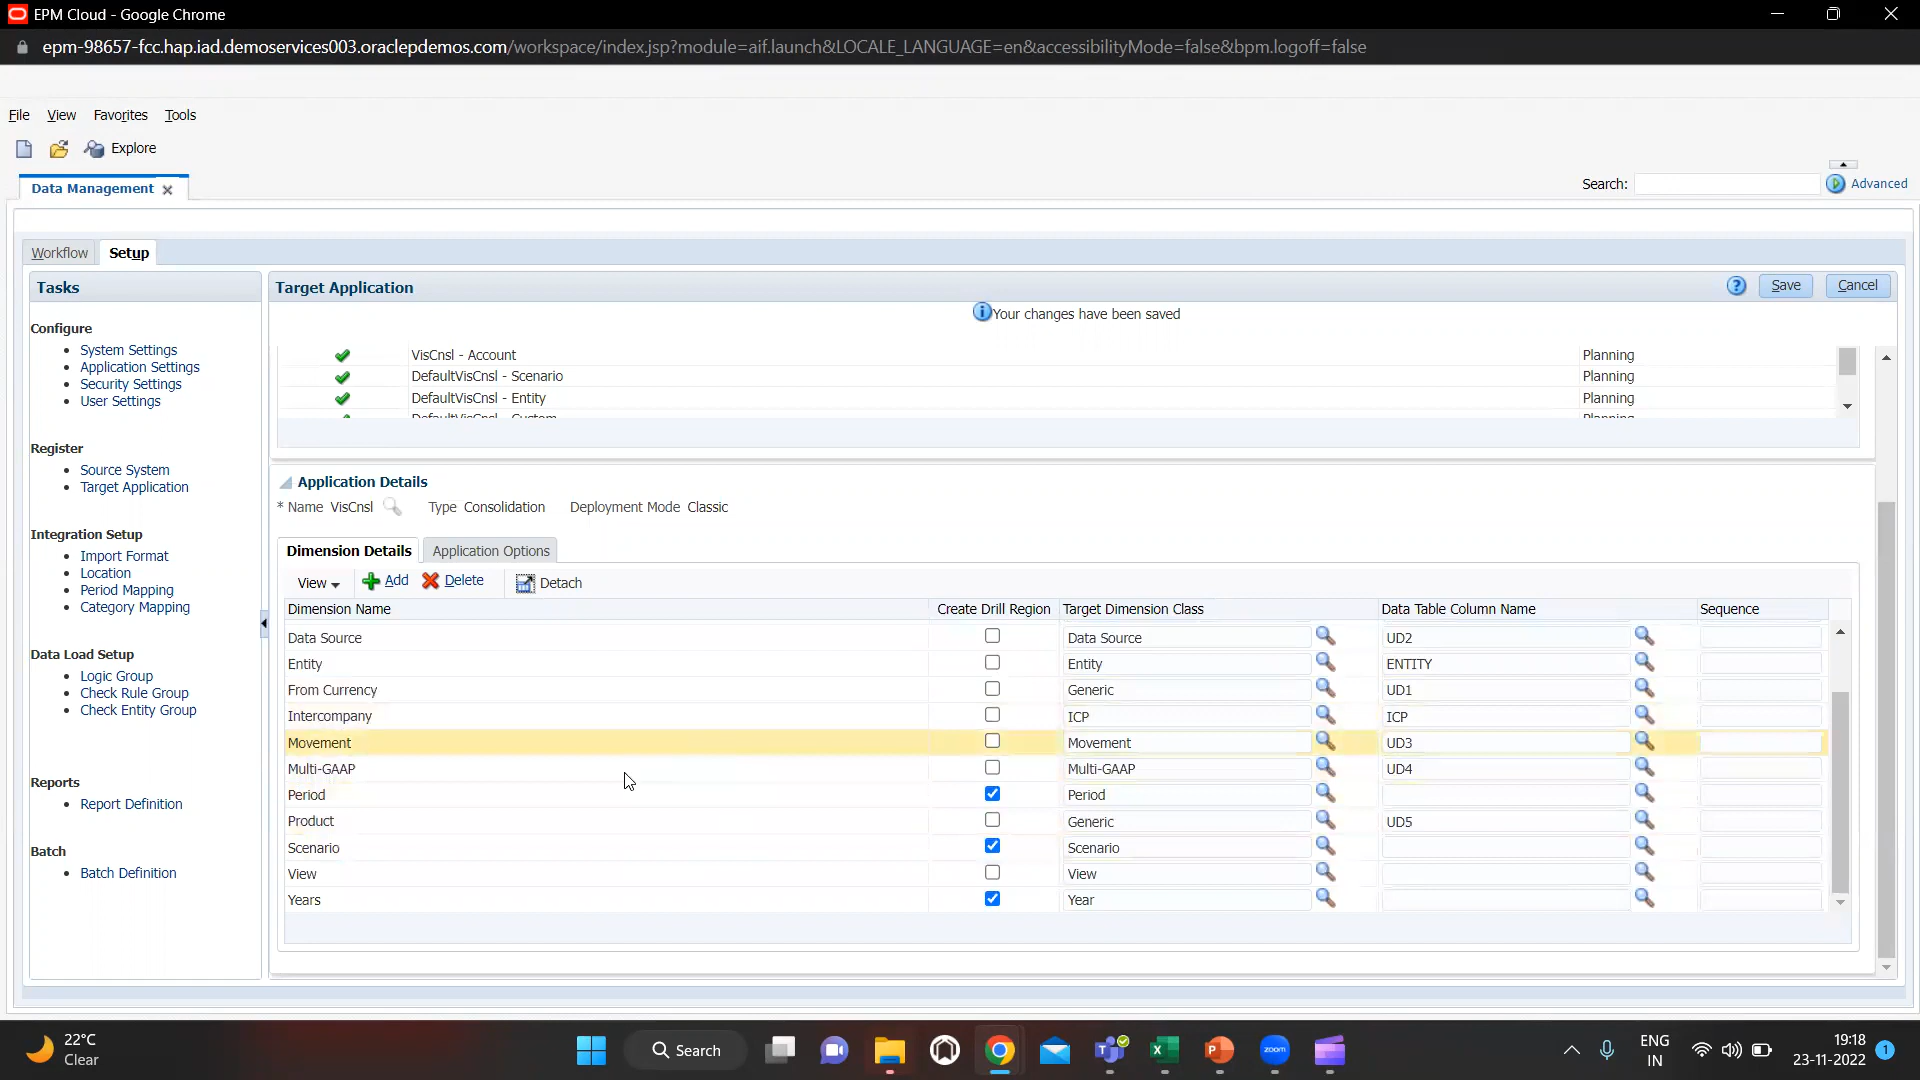 EPM Cloud - Google Chrome
epm-98657-fcc.hap.iad.demoservices003.oraclepdemos.com/workspace/index.jsp?module=aif.launch&LOCALE_LANGUAGE=en&accessibilityMode=false&bpm.logoff=false
File View Favorites Tools
Explore
Data Management
Search: Advanced
Workflow Setup
Tasks
Configure
System Settings
Application Settings
Security Settings
User Settings
Register
Source System
Target Application
Integration Setup
Import Format
Location
Period Mapping
Category Mapping
Data Load Setup
Logic Group
Check Rule Group
Check Entity Group
Reports
Report Definition
Batch
Batch Definition
Target Application Save Cancel
Your changes have been saved
VisCnsl - Account Planning
DefaultVisCnsl - Scenario Planning
DefaultVisCnsl - Entity Planning
DefaultVisCnsl - Custom Planning
Application Details
* Name VisCnsl Type Consolidation Deployment Mode Classic
Dimension Details Application Options
View Add Delete Detach
Dimension Name Create Drill Region Target Dimension Class Data Table Column Name Sequence
Data Source Data Source UD2
Entity Entity ENTITY
From Currency Generic UD1
Intercompany ICP ICP
Movement Movement UD3
Multi-GAAP Multi-GAAP UD4
Period Period
Product Generic UD5
Scenario Scenario
View View
Years Year
22°C
Clear
Search
zoom
ENG
IN
19:18
23-11-2022
1